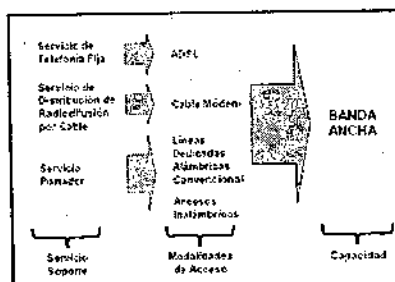 Servicio de
Telefonía Fija
ADSL
Servicio de
Distribución de
Radiodifusión
por Cable
Cable Módem
BANDA
ANCHA
Servicio
Portador
Líneas
Dedicadas
Alámbricas
Convencional
Accesos
Inalámbricos
Servicio
Soporte
Modalidades
de Acceso
Capacidad